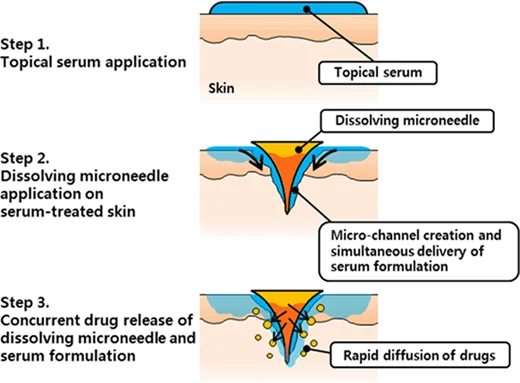 Step 1.
Topical serum application
Topical serum
Skin
Dissolving microneedle
Step 2.
Dissolving microneedle
application on
serum-treated skin
Micro-channel creation and
simultaneous delivery of
serum formulation
Step 3.
Concurrent drug release of
dissolving microneedle and
serum formulation
Rapid diffusion of drugs